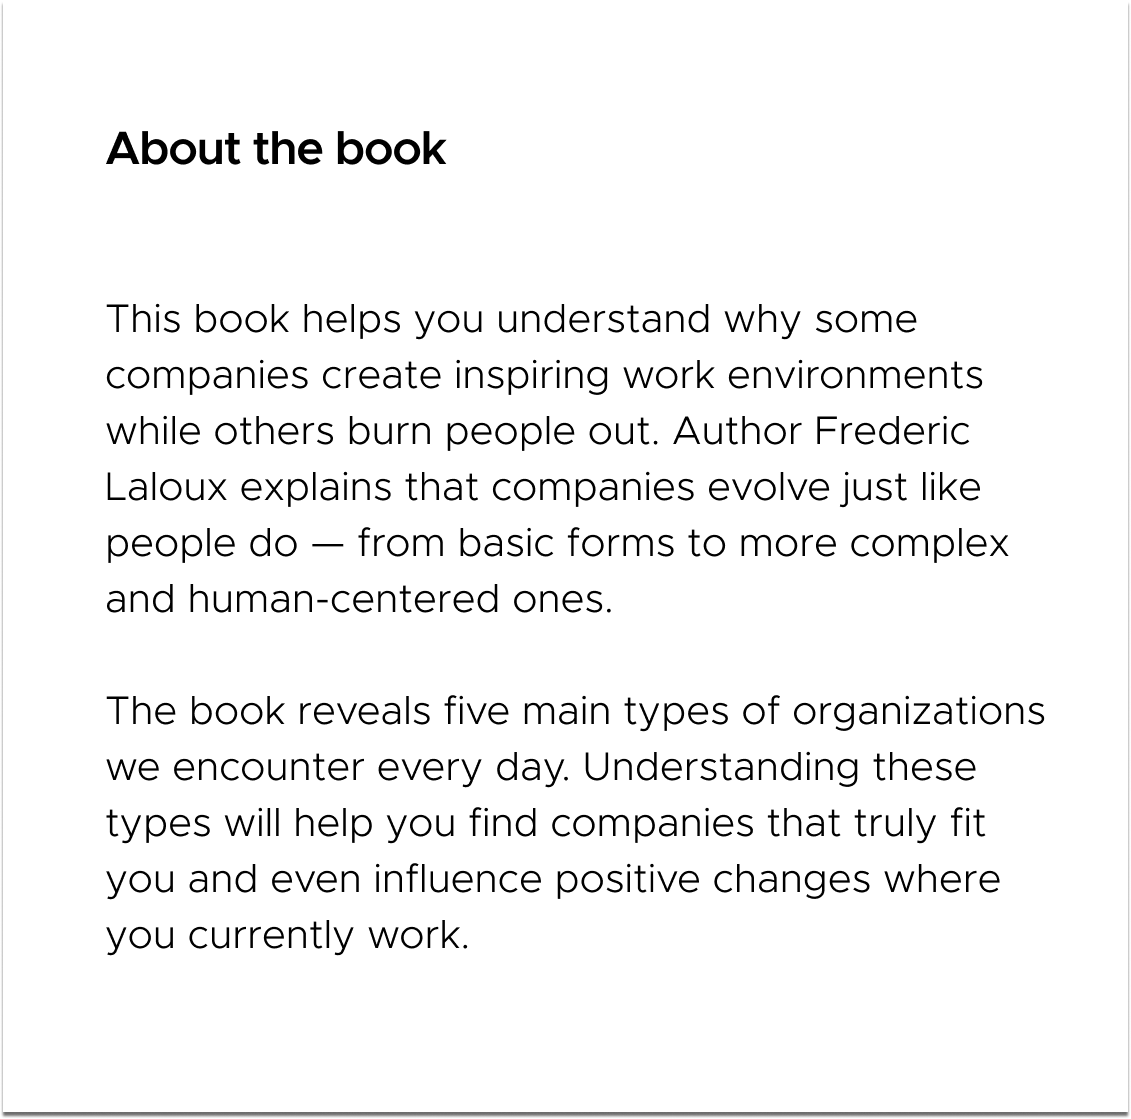 About the book
This book helps you understand why some
companies create inspiring work environments
while others burn people out. Author Frederic
Laloux explains that companies evolve just like
people do — from basic forms to more complex
and human-centered ones.
The book reveals five main types of organizations
we encounter every day. Understanding these
types will help you find companies that truly fit
you and even influence positive changes where
you currently work.